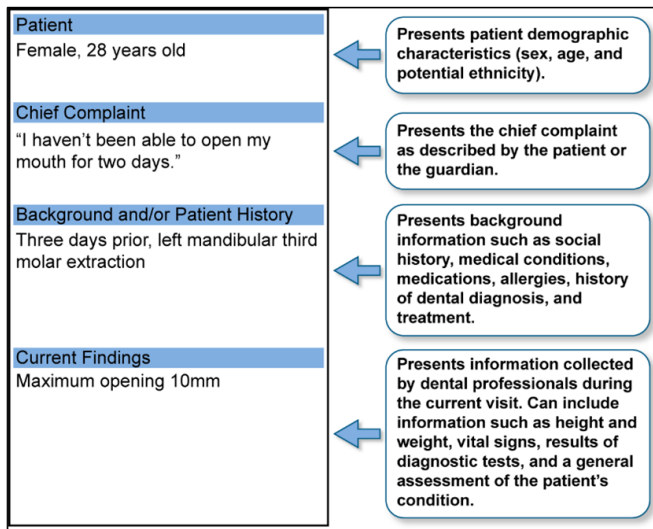 Patient
Female, 28 years old
Presents patient demographic
characteristics (sex, age, and
potential ethnicity).
Chief Complaint
“I haven’t been able to open my
mouth for two days.”
Presents the chief complaint
as described by the patient or
the guardian.
Background and/or Patient History
Three days prior, left mandibular third
molar extraction
Presents background
information such as social
history, medical conditions,
medications, allergies, history
of dental diagnosis, and
treatment.
Current Findings
Maximum opening 10mm
Presents information collected
by dental professionals during
the current visit. Can include
information such as height and
weight, vital signs, results of
diagnostic tests, and a general
assessment of the patient’s
condition.